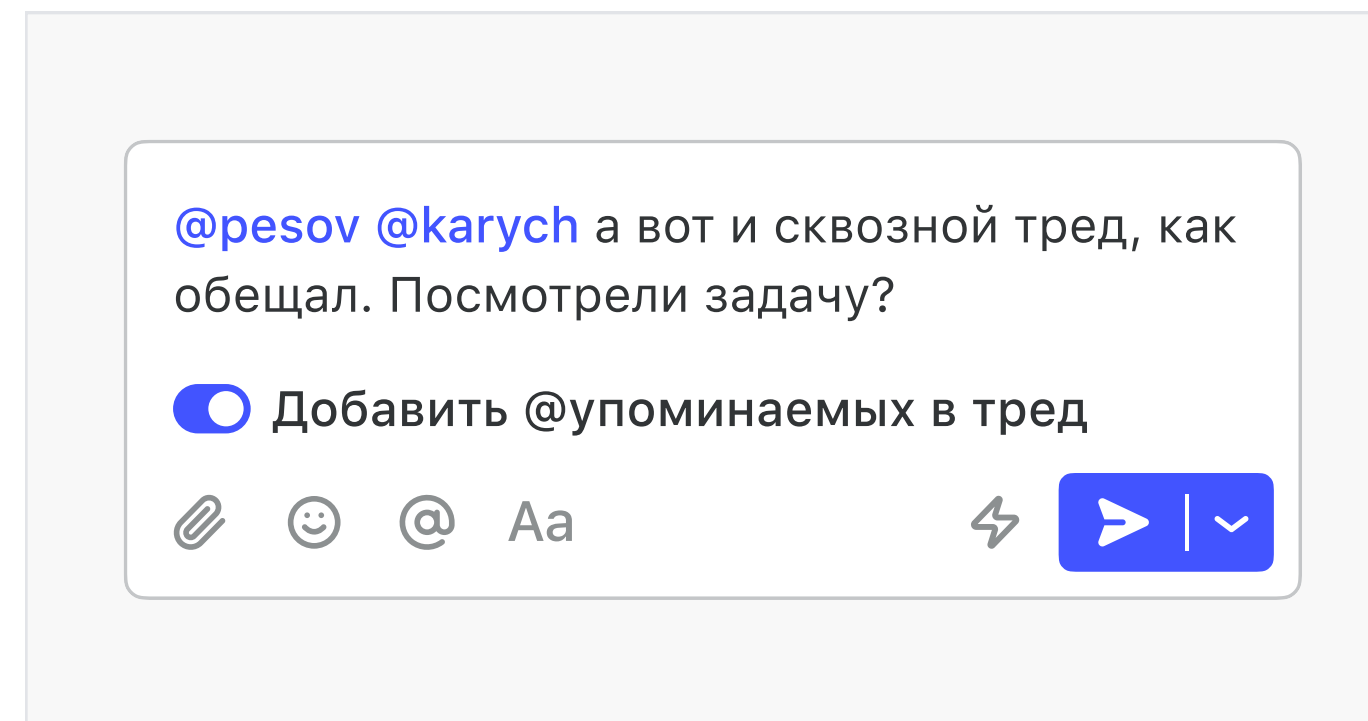 @pesov @karych а вот и сквозной тред, как
обещал. Посмотрели задачу?
Добавить @упоминаемых в тред
Aa